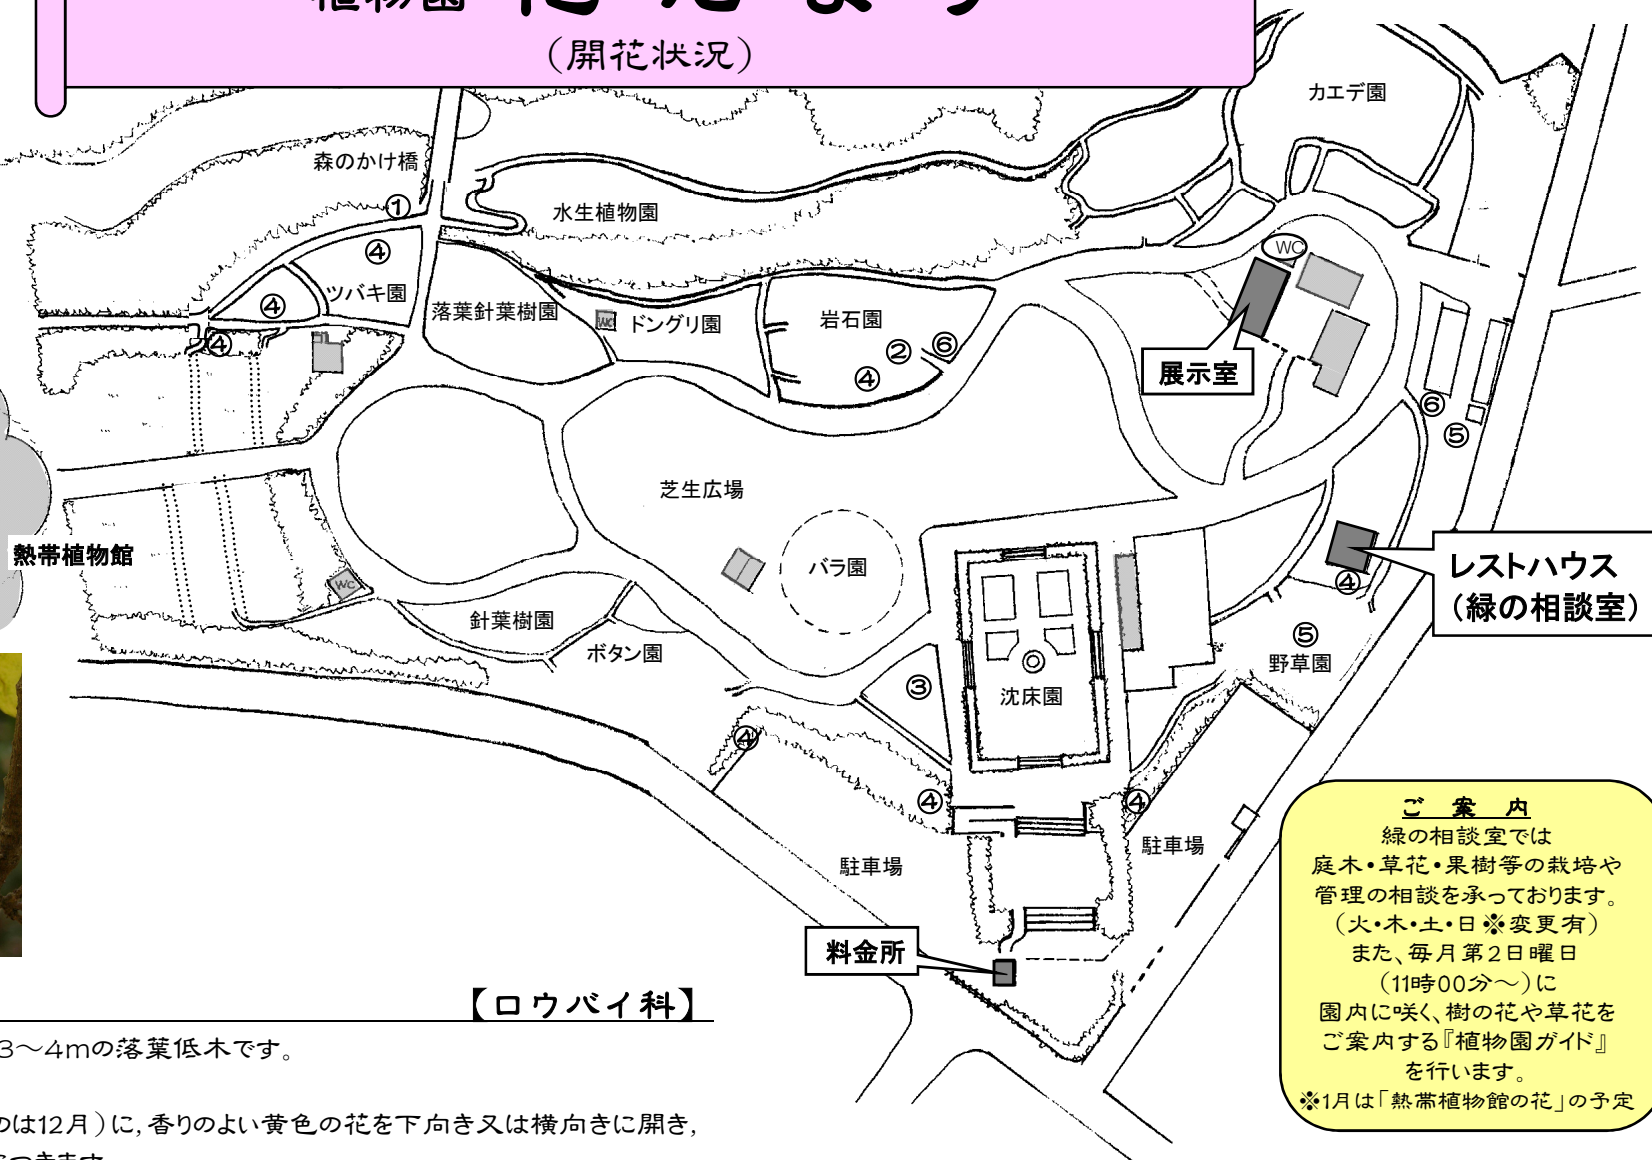 植物園 花だより
（開花状況）
カエデ園
森のかけ橋
①
水生植物園
④
WC
ツバキ園
④
落葉針葉樹園
WC
ドングリ園
岩石園
④
②
⑥
④
展示室
⑥
⑤
芝生広場
熱帯植物館
バラ園
WC
レストハウス
（緑の相談室）
④
針葉樹園
ボタン園
⑤
野草園
③
沈床園
④
④
④
駐車場
駐車場
料金所
ご 案 内
緑の相談室では
庭木・草花・果樹等の栽培や
管理の相談を承っております。
（火・木・土・日※変更有）
また、毎月第2日曜日
（11時00分～）に
園内に咲く、樹の花や草花を
ご案内する『植物園ガイド』
を行います。
※1月は「熱帯植物館の花」の予定
【ロウバイ科】
3～4mの落葉低木です。
のは12月）に，香りのよい黄色の花を下向き又は横向きに開き，